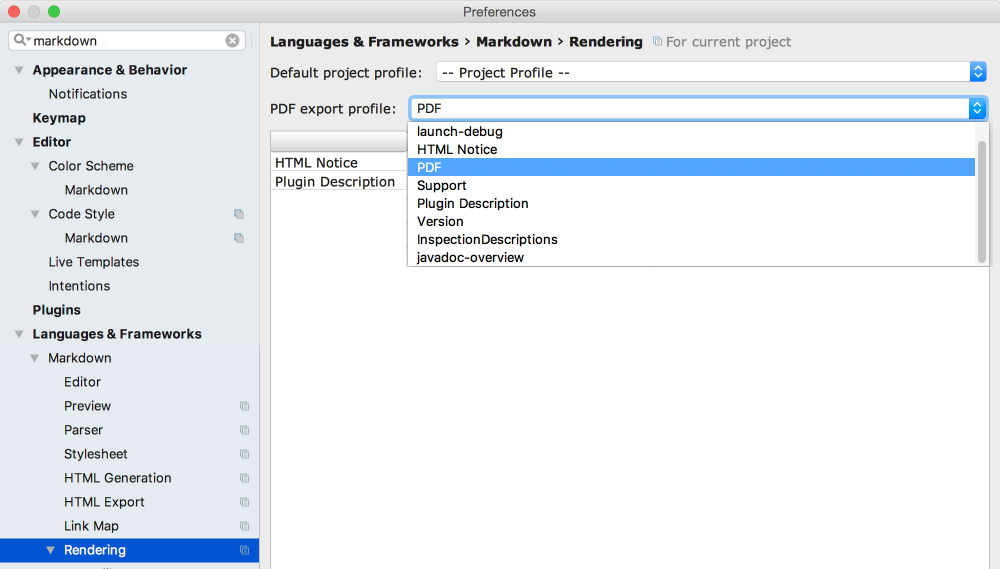 Preferences
markdown
Appearance & Behavior
Notifications
Keymap
Editor
Color Scheme
Markdown
Code Style
Markdown
Live Templates
Intentions
Plugins
Languages & Frameworks
Markdown
Editor
Preview
Parser
Stylesheet
HTML Generation
HTML Export
Link Map
Rendering
Languages & Frameworks › Markdown › Rendering For current project
Default project profile: -- Project Profile --
PDF export profile: PDF
launch-debug
HTML Notice
PDF
Support
Plugin Description
Version
InspectionDescriptions
javadoc-overview
HTML Notice
Plugin Description